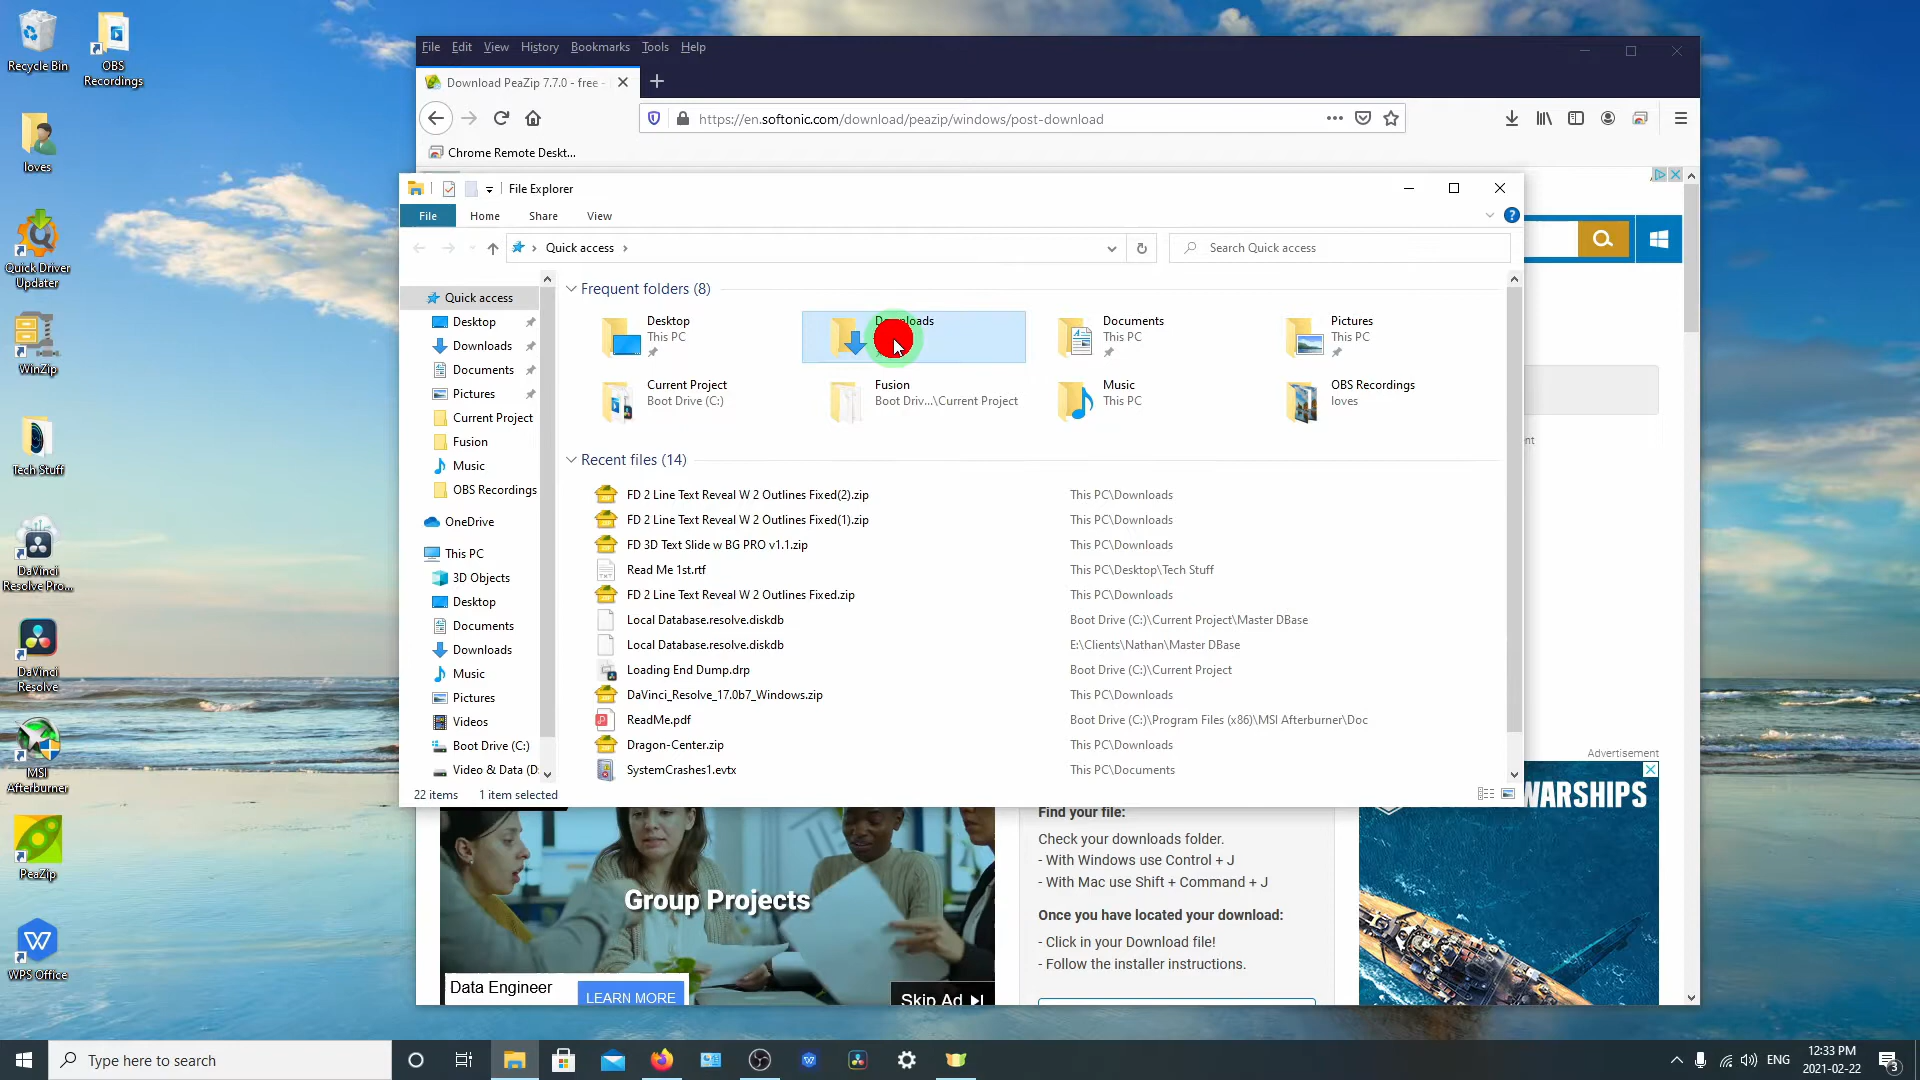 Recycle Bin
OBS Recordings
loves
Quick Driver Updater
WinZip
Tech Stuff
DaVinci Resolve Pro...
DaVinci Resolve
MSI Afterburner
PeaZip
WPS Office
File Edit View History Bookmarks Tools Help
Download PeaZip 7.7.0 - free -
https://en.softonic.com/download/peazip/windows/post-download
Chrome Remote Deskt...
File Explorer
File Home Share View
Quick access
Search Quick access
Quick access
Desktop
Downloads
Documents
Pictures
Current Project
Fusion
Music
OBS Recordings
OneDrive
This PC
3D Objects
Desktop
Documents
Downloads
Music
Pictures
Videos
Boot Drive (C:)
Video & Data (D
Frequent folders (8)
Desktop
This PC
Documents
This PC
Pictures
This PC
Current Project
Boot Drive (C:)
Fusion
Boot Driv...\Current Project
Music
This PC
OBS Recordings
loves
Recent files (14)
FD 2 Line Text Reveal W 2 Outlines Fixed(2).zip This PC\Downloads
FD 2 Line Text Reveal W 2 Outlines Fixed(1).zip This PC\Downloads
FD 3D Text Slide w BG PRO v1.1.zip This PC\Downloads
Read Me 1st.rtf This PC\Desktop\Tech Stuff
FD 2 Line Text Reveal W 2 Outlines Fixed.zip This PC\Downloads
Local Database.resolve.diskdb Boot Drive (C:)\Current Project\Master DBase
Local Database.resolve.diskdb E:\Clients\Nathan\Master DBase
Loading End Dump.drp Boot Drive (C:)\Current Project
DaVinci_Resolve_17.0b7_Windows.zip This PC\Downloads
ReadMe.pdf Boot Drive (C:)\Program Files (x86)\MSI Afterburner\Doc
Dragon-Center.zip This PC\Downloads
SystemCrashes1.evtx This PC\Documents
22 items 1 item selected
Advertisement
WARSHIPS
Group Projects
Data Engineer
LEARN MORE
Skip Ad
Find your file:
Check your downloads folder.
- With Windows use Control + J
- With Mac use Shift + Command + J
Once you have located your download:
- Click in your Download file!
- Follow the installer instructions.
Type here to search
ENG
12:33 PM
2021-02-22
3